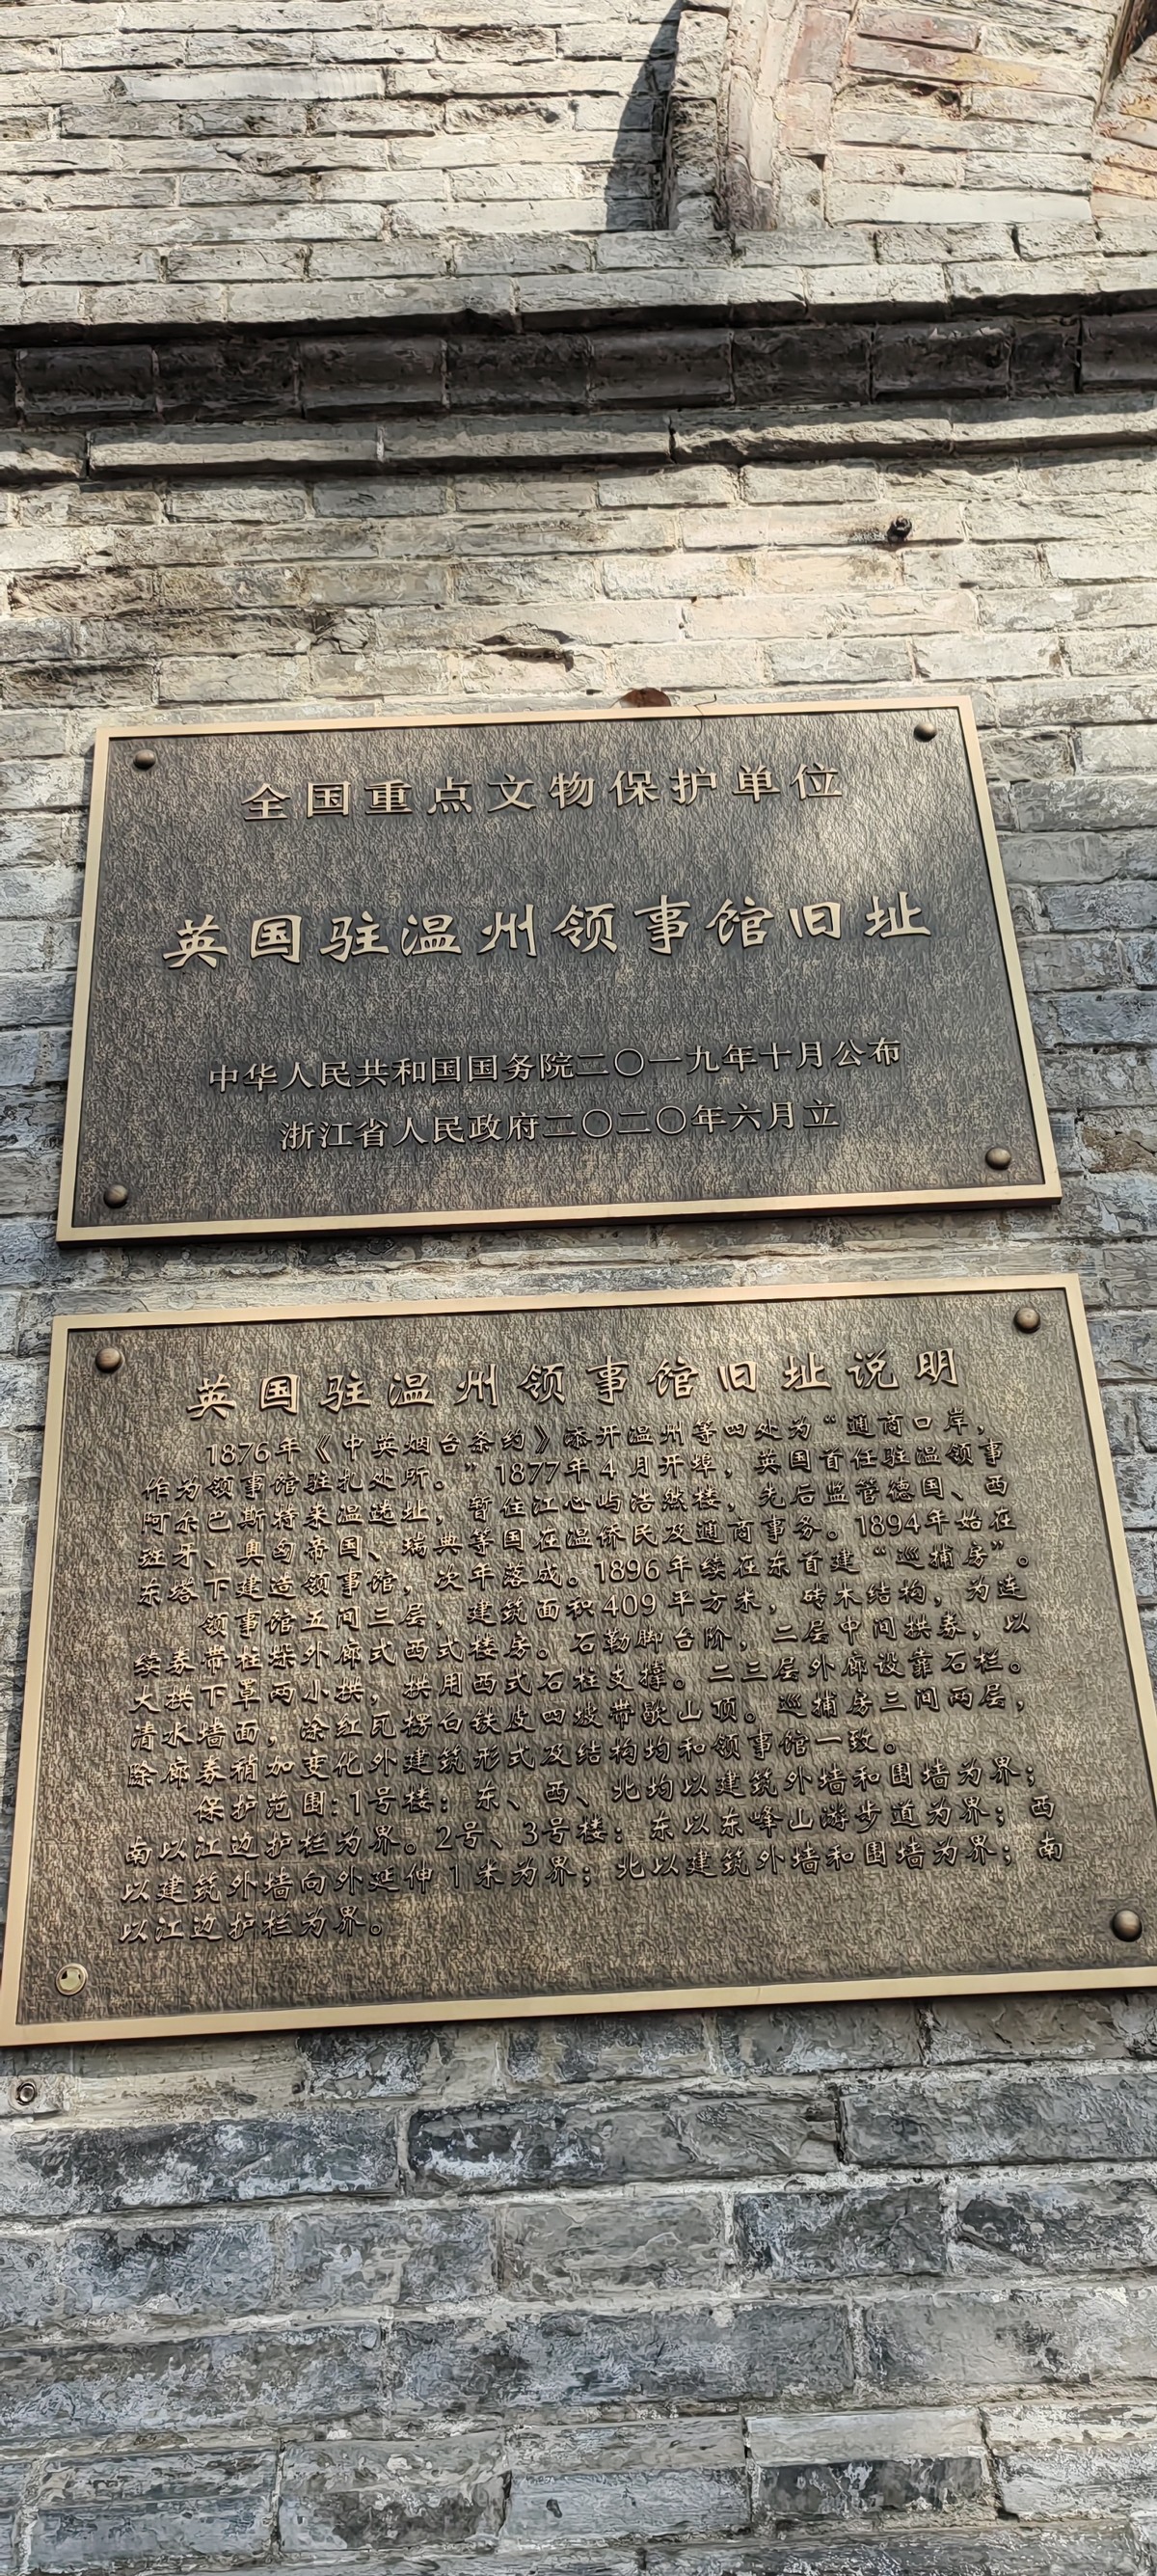 全国重点文物保护单位
英国驻温州领事馆旧址
中华人民共和国国务院二〇一九年十月公布
浙江省人民政府二〇二〇年六月立
英国驻温州领事馆旧址说明
1876年《中英烟台条约》添开温州等四处为“通商口岸，
作为领事馆驻扎处所。”1877年4月开埠，英国首任驻温领事
阿尔巴斯特来温选址，暂住江心屿浩然楼，先后监管德国、西
班牙、奥匈帝国、瑞典等国在温侨民及通商事务。1894年始在
东塔下建造领事馆，次年落成。1896年续在东首建“巡捕房”。
领事馆五间三层，建筑面积409平方米，砖木结构，为连
续券带柱垛外廊式西式楼房。石勒脚台阶，二层中间拱券，以
大拱下罩两小拱，拱用西式石柱支撑。二三层外廊设靠石栏。
清水墙面，涂红瓦楞白铁皮四坡带歇山顶。巡捕房三间两层，
除廊券稍加变化外建筑形式及结构均和领事馆一致。
保护范围：1号楼：东、西、北均以建筑外墙和围墙为界；
南以江边护栏为界。2号、3号楼：东以东峰山游步道为界；西
以建筑外墙向外延伸1米为界；北以建筑外墙和围墙为界；南
以江边护栏为界。